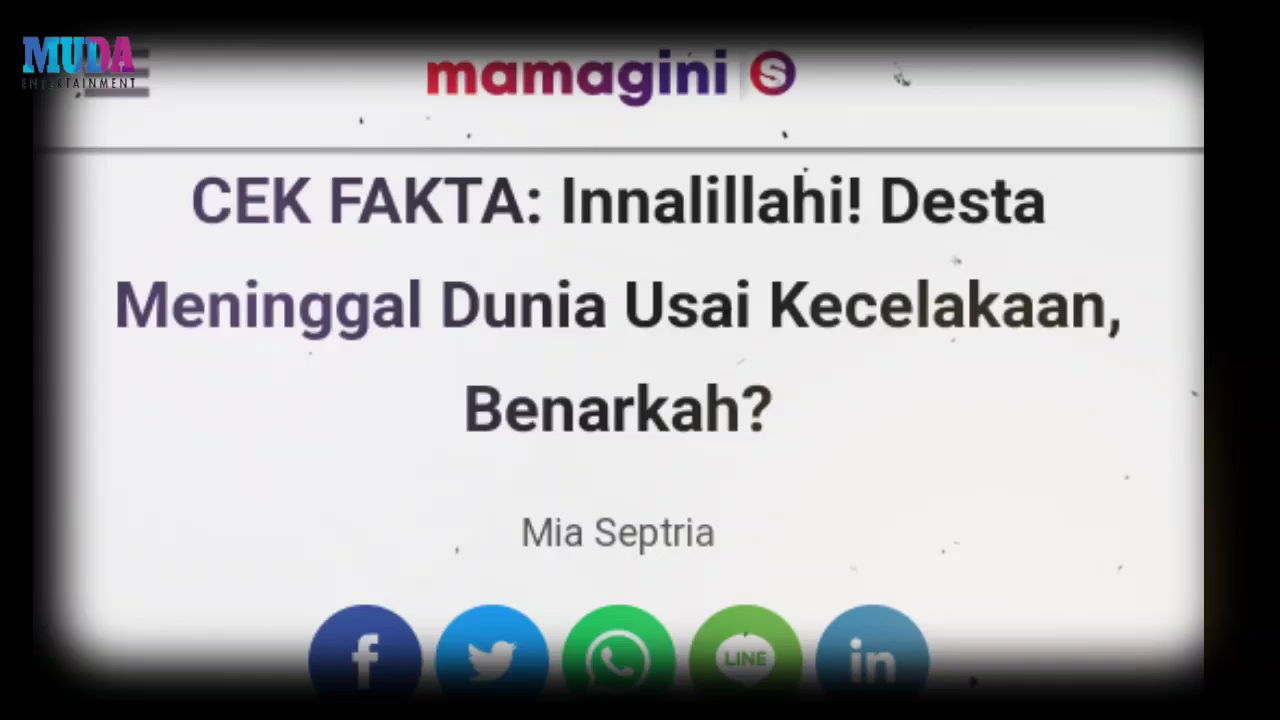 MUDA
ENTERTAINMENT
mamagini S
CEK FAKTA: Innalillahi! Desta
Meninggal Dunia Usai Kecelakaan,
Benarkah?
Mia Septria
f
LINE
in